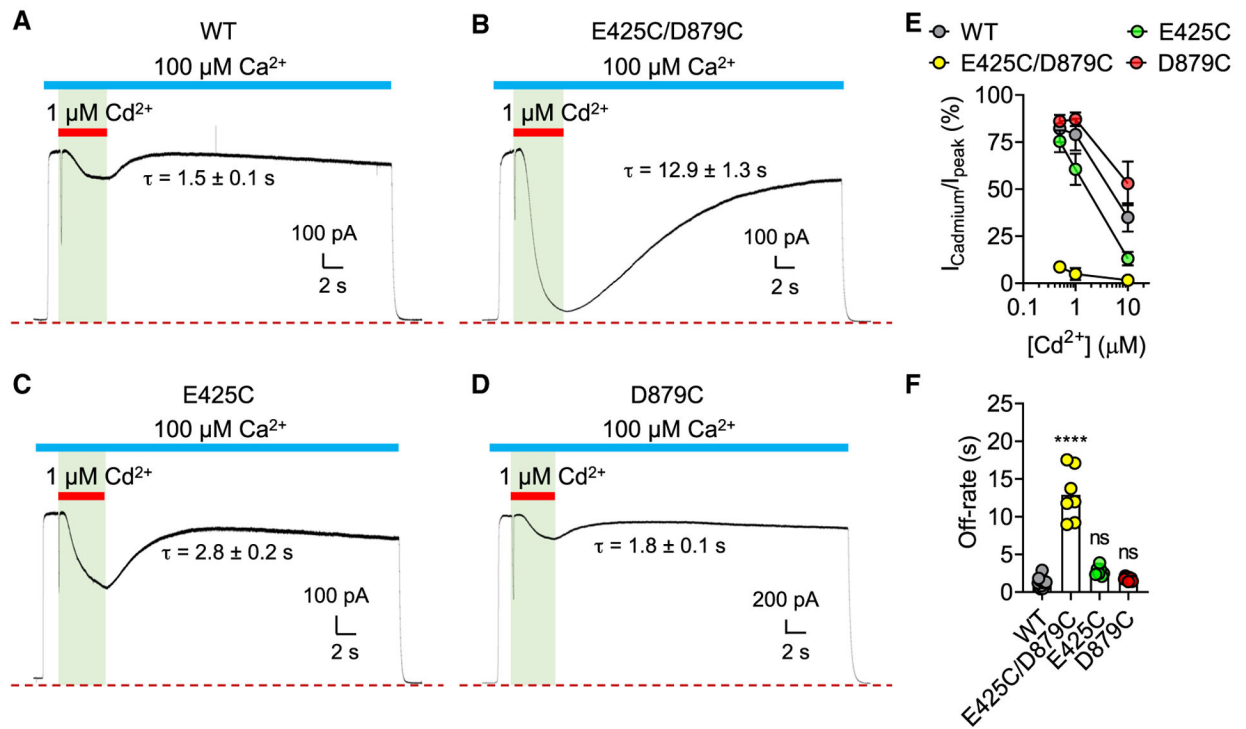 A
WT
100 µM Ca²⁺
1 µM Cd²⁺
τ = 1.5 ± 0.1 s
100 pA
2 s
B
E425C/D879C
100 µM Ca²⁺
1 µM Cd²⁺
τ = 12.9 ± 1.3 s
100 pA
2 s
C
E425C
100 µM Ca²⁺
1 µM Cd²⁺
τ = 2.8 ± 0.2 s
100 pA
2 s
D
D879C
100 µM Ca²⁺
1 µM Cd²⁺
τ = 1.8 ± 0.1 s
200 pA
2 s
E
WT
E425C
E425C/D879C
D879C
I_Cadmium/I_peak (%)
100
75
50
25
0
0.1
1
10
[Cd²⁺] (µM)
F
Off-rate (s)
25
20
15
10
5
0
****
ns
ns
WT
E425C/D879C
E425C
D879C